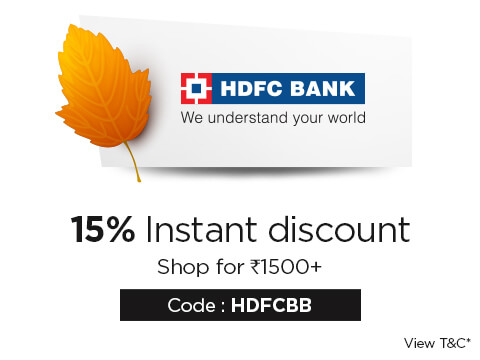 HDFC BANK
We understand your world
15% Instant discount
Shop for ₹1500+
Code : HDFCBB
View T&C*